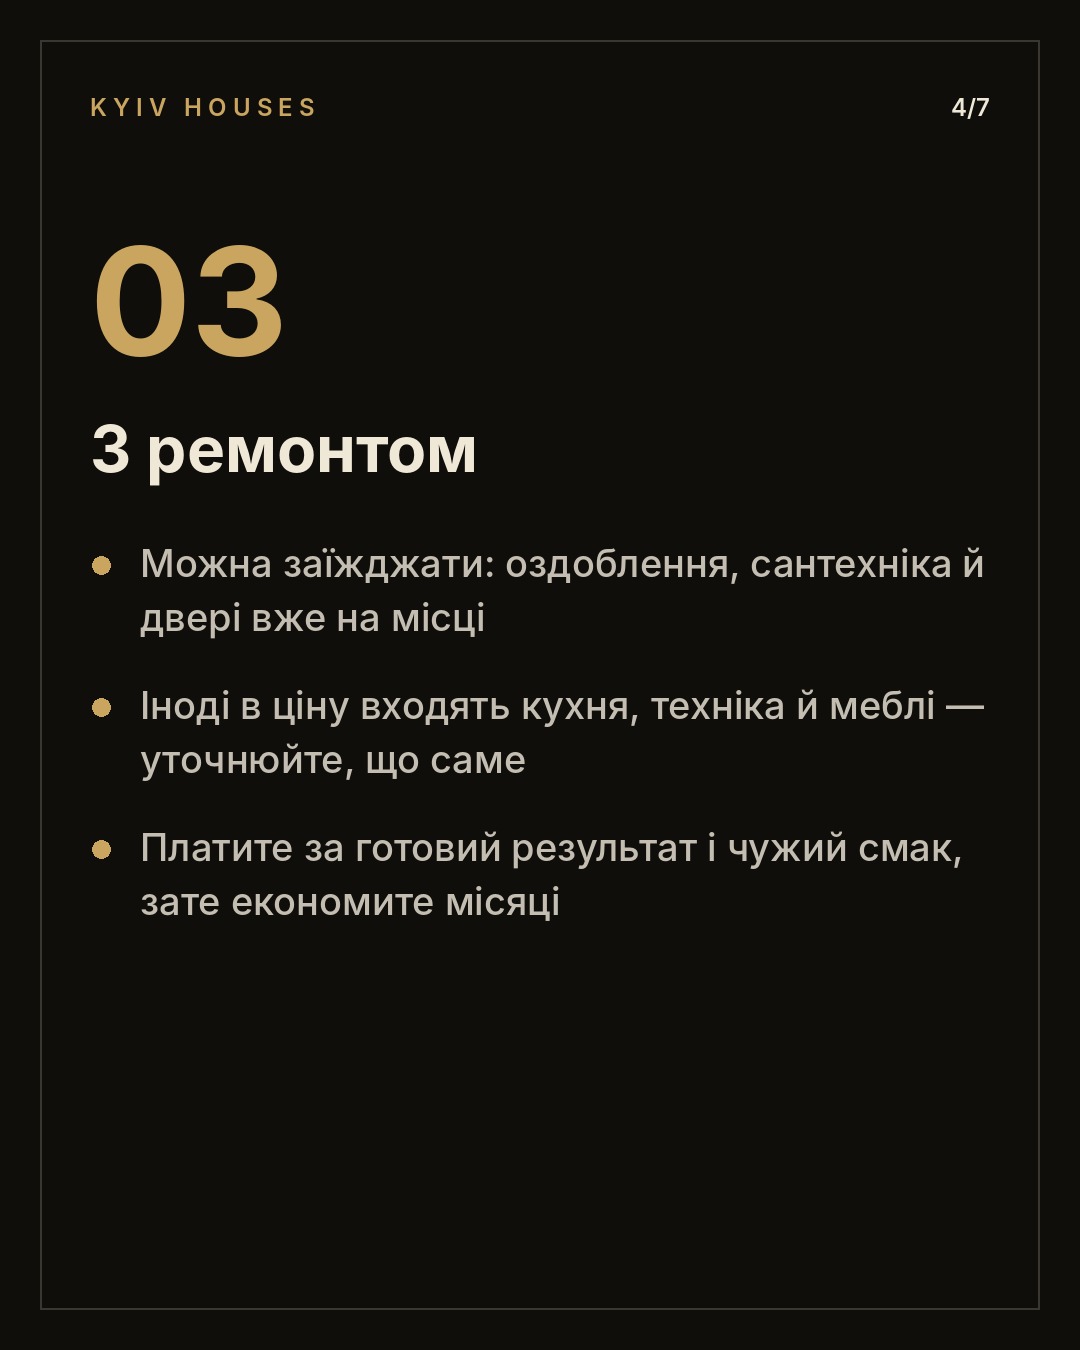 KYIV HOUSES
4/7
03
З ремонтом
Можна заїжджати: оздоблення, сантехніка й
двері вже на місці
Іноді в ціну входять кухня, техніка й меблі —
уточнюйте, що саме
Платите за готовий результат і чужий смак,
зате економите місяці